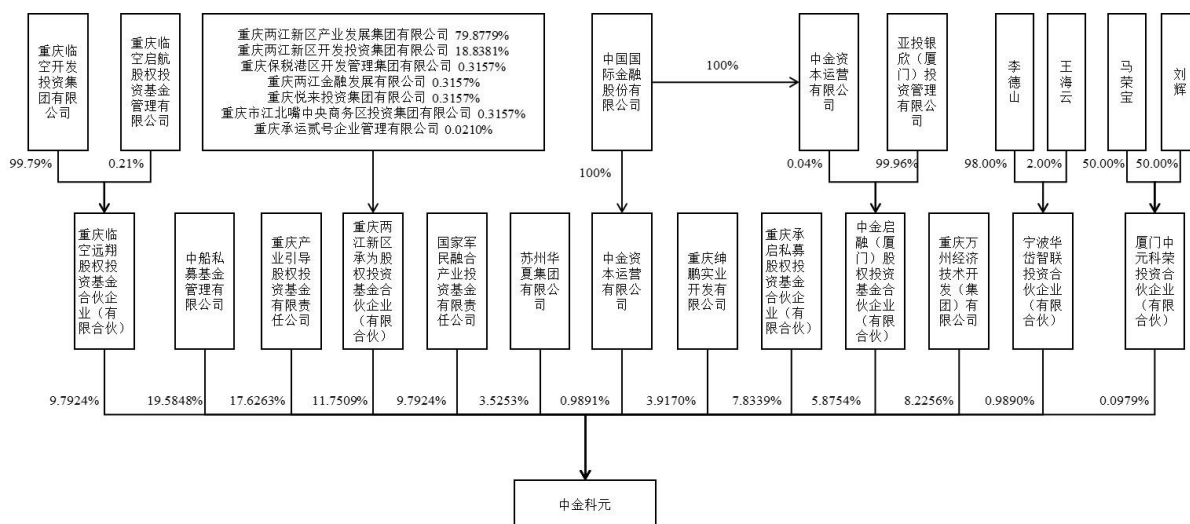 重庆临
空开发
投资集
团有限
公司
重庆临
空启航
股权投
资基金
管理有
限公司
重庆两江新区产业发展集团有限公司 79.8779%
重庆两江新区开发投资集团有限公司 18.8381%
重庆保税港区开发管理集团有限公司 0.3157%
重庆两江金融发展有限公司 0.3157%
重庆悦来投资集团有限公司 0.3157%
重庆市江北嘴中央商务区投资集团有限公司 0.3157%
重庆承运贰号企业管理有限公司 0.0210%
中国国
际金融
股份有
限公司
100%
中金资
本运营
有限公
司
亚投银
欣（厦
门）投
资管理
有限公
司
李德山
王海云
马荣宝
刘辉
99.79%
0.21%
100%
0.04%
99.96%
98.00%
2.00%
50.00%
50.00%
重庆临
空远翔
股权投
资基金
合伙企
业（有
限合伙）
中船私
募基金
管理有
限公司
重庆产
业引导
股权投
资基金
有限责
任公司
重庆两
江新区
承为股
权投资
基金合
伙企业
（有限
合伙）
国家军
民融合
产业投
资基金
有限责
任公司
苏州华
夏集团
有限公
司
中金资
本运营
有限公
司
重庆绅
鹏实业
开发有
限公司
重庆承
启私募
股权投
资基金
合伙企
业（有
限合伙）
中金启
融（厦
门）股
权投资
基金合
伙企业
（有限
合伙）
重庆万
州经济
技术开
发（集
团）有
限公司
宁波华
岱智联
投资合
伙企业
（有限
合伙）
厦门中
元科荣
投资合
伙企业
（有限
合伙）
9.7924%
19.5848%
17.6263%
11.7509%
9.7924%
3.5253%
0.9891%
3.9170%
7.8339%
5.8754%
8.2256%
0.9890%
0.0979%
中金科元